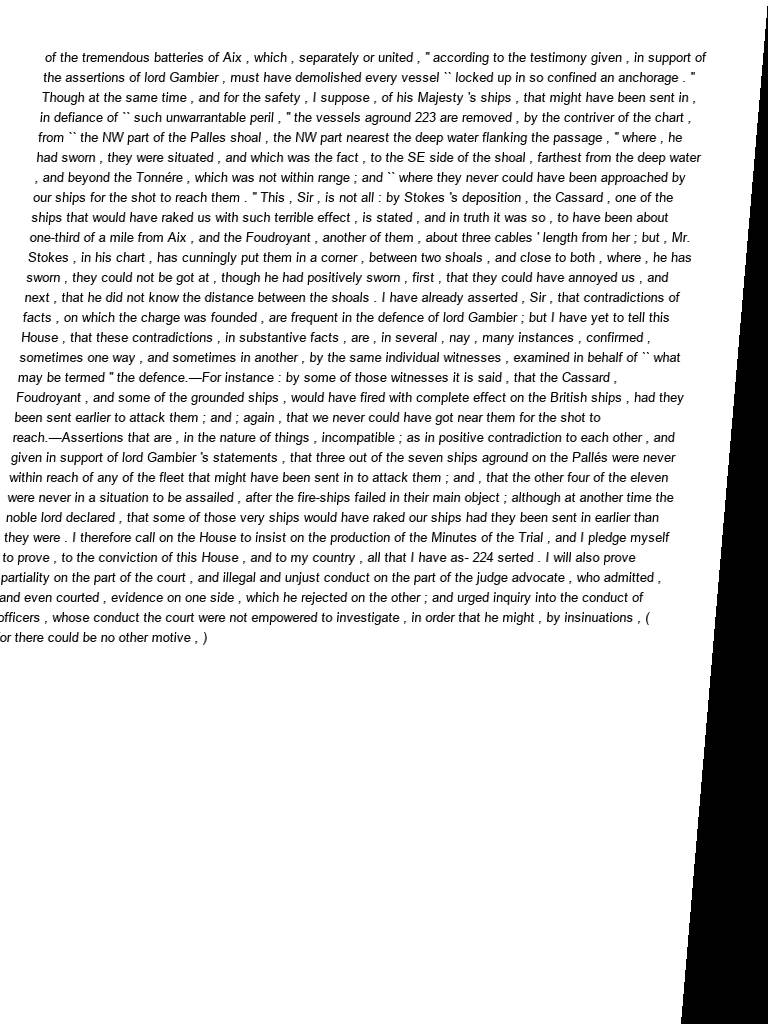 of the tremendous batteries of Aix , which , separately or united , " according to the testimony given , in support of
the assertions of lord Gambier , must have demolished every vessel `` locked up in so confined an anchorage . "
Though at the same time , and for the safety , I suppose , of his Majesty 's ships , that might have been sent in ,
in defiance of `` such unwarrantable peril , " the vessels aground 223 are removed , by the contriver of the chart ,
from `` the NW part of the Palles shoal , the NW part nearest the deep water flanking the passage , " where , he
had sworn , they were situated , and which was the fact , to the SE side of the shoal , farthest from the deep water
, and beyond the Tonnére , which was not within range ; and `` where they never could have been approached by
our ships for the shot to reach them . " This , Sir , is not all : by Stokes 's deposition , the Cassard , one of the
ships that would have raked us with such terrible effect , is stated , and in truth it was so , to have been about
one-third of a mile from Aix , and the Foudroyant , another of them , about three cables ' length from her ; but , Mr.
Stokes , in his chart , has cunningly put them in a corner , between two shoals , and close to both , where , he has
sworn , they could not be got at , though he had positively sworn , first , that they could have annoyed us , and
next , that he did not know the distance between the shoals . I have already asserted , Sir , that contradictions of
facts , on which the charge was founded , are frequent in the defence of lord Gambier ; but I have yet to tell this
House , that these contradictions , in substantive facts , are , in several , nay , many instances , confirmed ,
sometimes one way , and sometimes in another , by the same individual witnesses , examined in behalf of `` what
may be termed " the defence.—For instance : by some of those witnesses it is said , that the Cassard ,
Foudroyant , and some of the grounded ships , would have fired with complete effect on the British ships , had they
been sent earlier to attack them ; and ; again , that we never could have got near them for the shot to
reach.—Assertions that are , in the nature of things , incompatible ; as in positive contradiction to each other , and
given in support of lord Gambier 's statements , that three out of the seven ships aground on the Pallés were never
within reach of any of the fleet that might have been sent in to attack them ; and , that the other four of the eleven
were never in a situation to be assailed , after the fire-ships failed in their main object ; although at another time the
noble lord declared , that some of those very ships would have raked our ships had they been sent in earlier than
they were . I therefore call on the House to insist on the production of the Minutes of the Trial , and I pledge myself
to prove , to the conviction of this House , and to my country , all that I have as- 224 serted . I will also prove
partiality on the part of the court , and illegal and unjust conduct on the part of the judge advocate , who admitted ,
and even courted , evidence on one side , which he rejected on the other ; and urged inquiry into the conduct of
officers , whose conduct the court were not empowered to investigate , in order that he might , by insinuations , (
for there could be no other motive , )